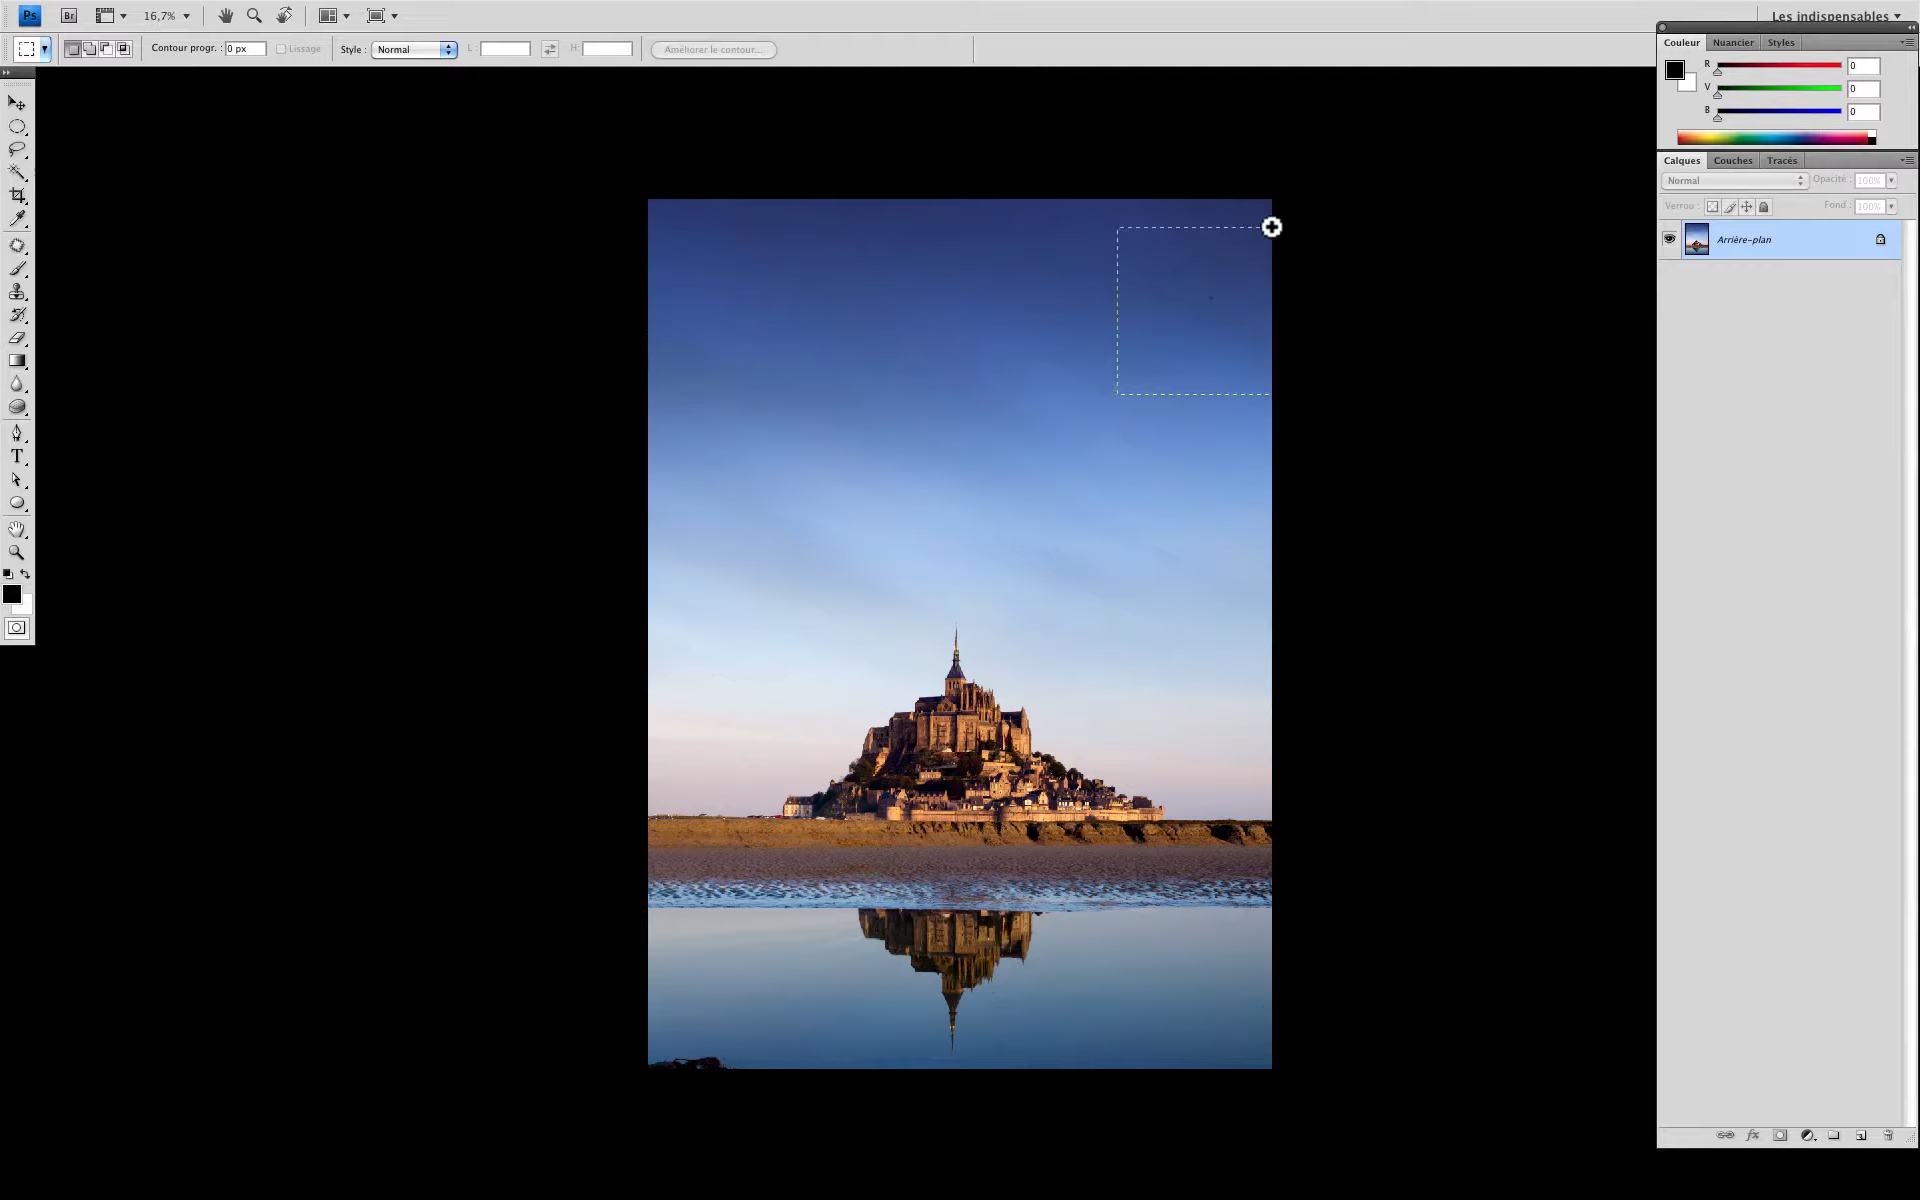 Ps Br 16,7% Les indispensables
Contour progr. : 0 px Lissage Style : Normal L : H : Améliorer le contour...
Couleur Nuancier Styles
R 0
V 0
B 0
Calques Couches Tracés
Normal Opacité : 100%
Verrou : Fond : 100%
Arrière-plan
T
fx